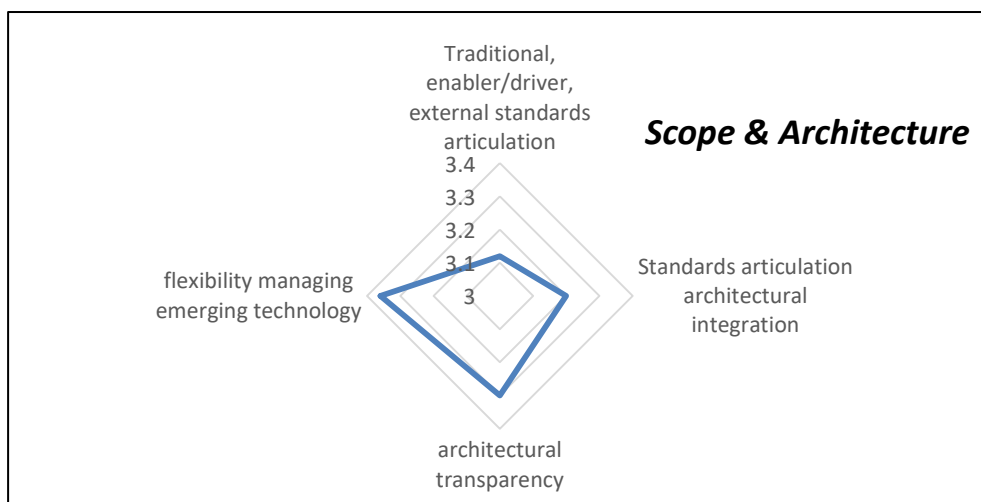 Traditional,
enabler/driver,
external standards
articulation
Scope & Architecture
3.4
3.3
3.2
3.1
3
flexibility managing
emerging technology
Standards articulation
architectural
integration
architectural
transparency